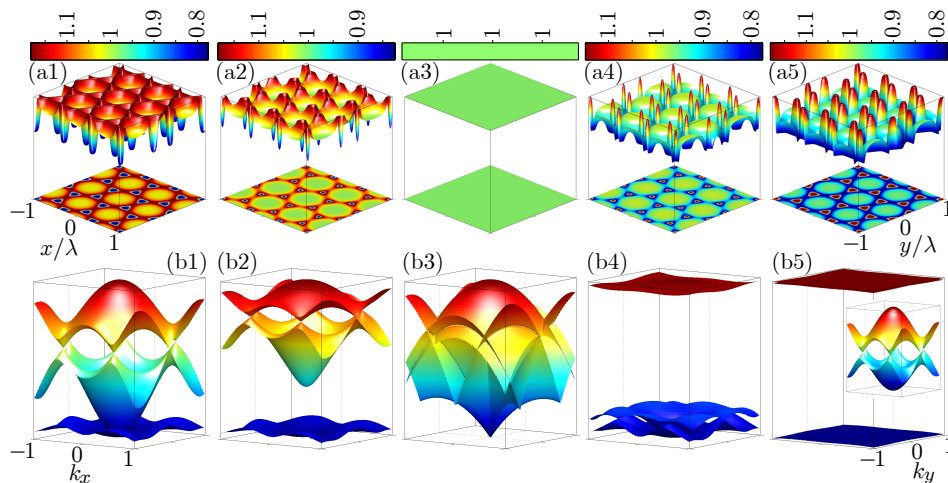 1.1 1 0.9 0.8 1.1 1 0.9 1 1 1 1.1 1 0.9 1.1 1 0.9 0.8
(a1) (a2) (a3) (a4) (a5)
−1 0 1 −1 0 1
x/λ y/λ
(b1) (b2) (b3) (b4) (b5)
−1 0 1 −1 0 1
kx ky